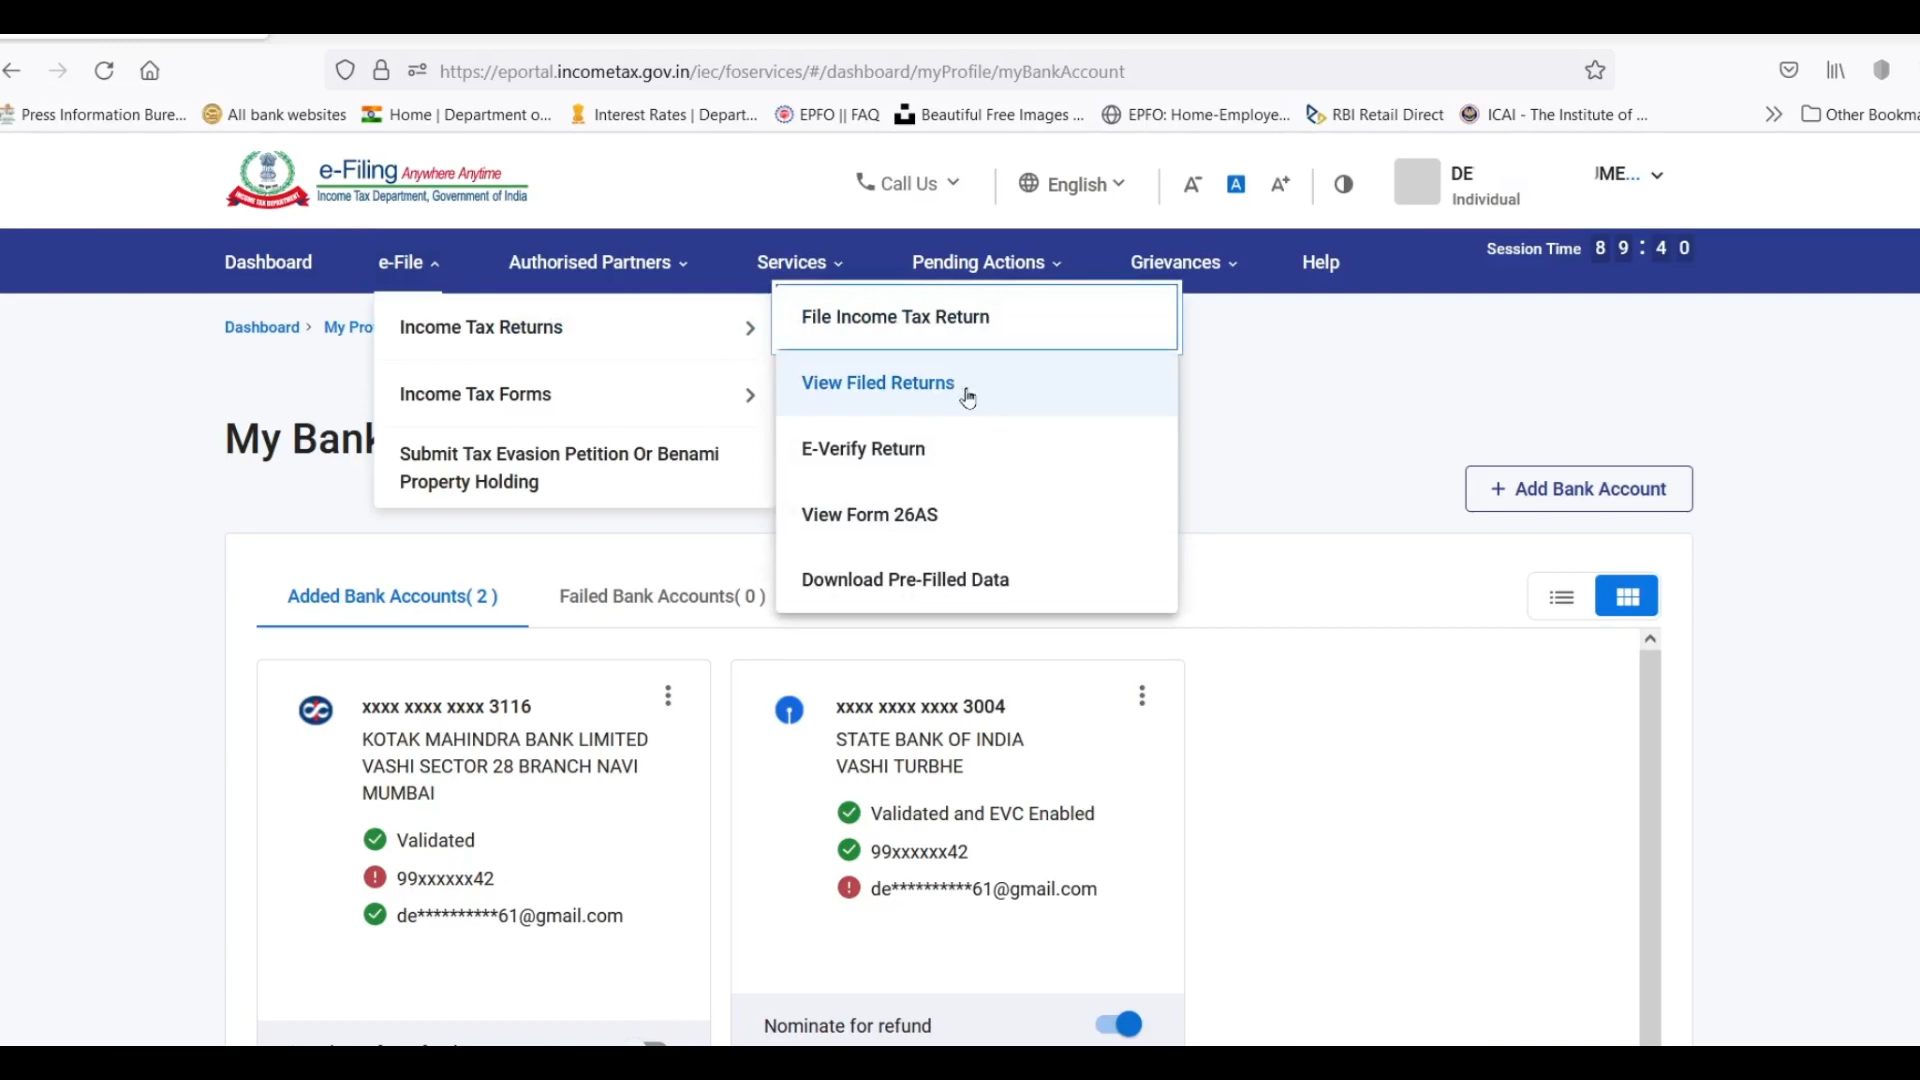 https://eportal.incometax.gov.in/iec/foservices/#/dashboard/myProfile/myBankAccount
Press Information Bure... All bank websites Home | Department o... Interest Rates | Depart... EPFO || FAQ Beautiful Free Images ... EPFO: Home-Employe... RBI Retail Direct ICAI - The Institute of ... Other Bookma
e-Filing Anywhere Anytime
Income Tax Department, Government of India
INCOME TAX DEPARTMENT
Call Us English A- A A+ DE JME...
Individual
Dashboard e-File Authorised Partners Services Pending Actions Grievances Help Session Time 8 9 : 4 0
Dashboard > My Pro
Income Tax Returns
Income Tax Forms
Submit Tax Evasion Petition Or Benami
Property Holding
File Income Tax Return
View Filed Returns
E-Verify Return
View Form 26AS
Download Pre-Filled Data
My Bank
+ Add Bank Account
Added Bank Accounts( 2 ) Failed Bank Accounts( 0 )
xxxx xxxx xxxx 3116
KOTAK MAHINDRA BANK LIMITED
VASHI SECTOR 28 BRANCH NAVI
MUMBAI
Validated
99xxxxxx42
de**********61@gmail.com
xxxx xxxx xxxx 3004
STATE BANK OF INDIA
VASHI TURBHE
Validated and EVC Enabled
99xxxxxx42
de**********61@gmail.com
Nominate for refund